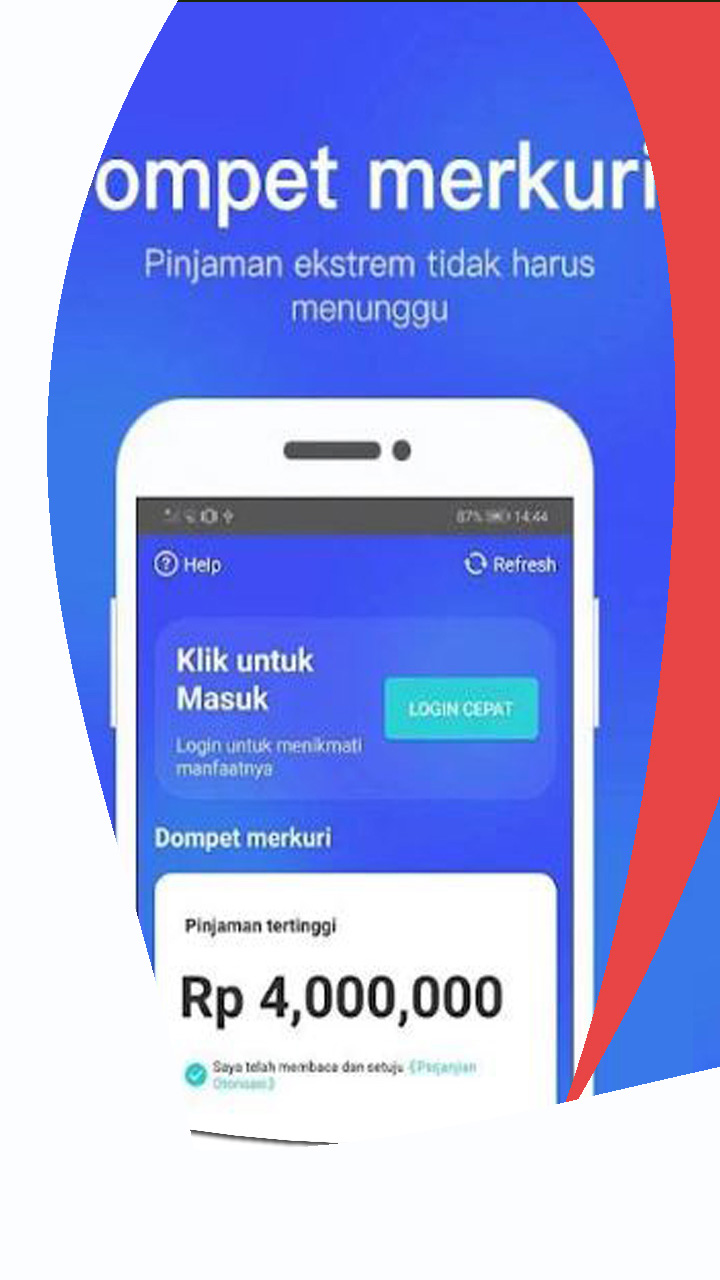 ompet merkuri
Pinjaman ekstrem tidak harus
menunggu
87% 14:44
Help
Refresh
Klik untuk
Masuk
LOGIN CEPAT
Login untuk menikmati
manfaatnya
Dompet merkuri
Pinjaman tertinggi
Rp 4,000,000
Saya telah membaca dan setuju 《Perjanjian
Otorisasi》